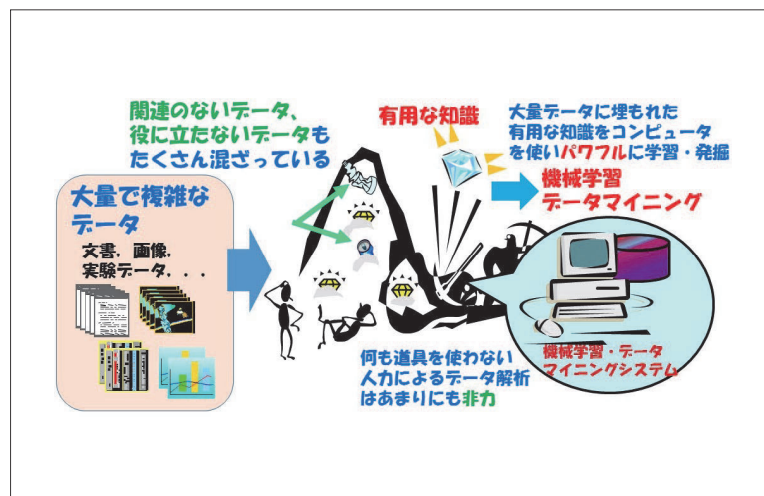 関連のないデータ、
役に立たないデータも
たくさん混ざっている
有用な知識
大量データに埋もれた
有用な知識をコンピュータ
を使いパワフルに学習・発掘
機械学習
データマイニング
大量で複雑な
データ
文書，画像，
実験データ，．．
何も道具を使わない
人力によるデータ解析
はあまりにも非力
機械学習・データ
マイニングシステム